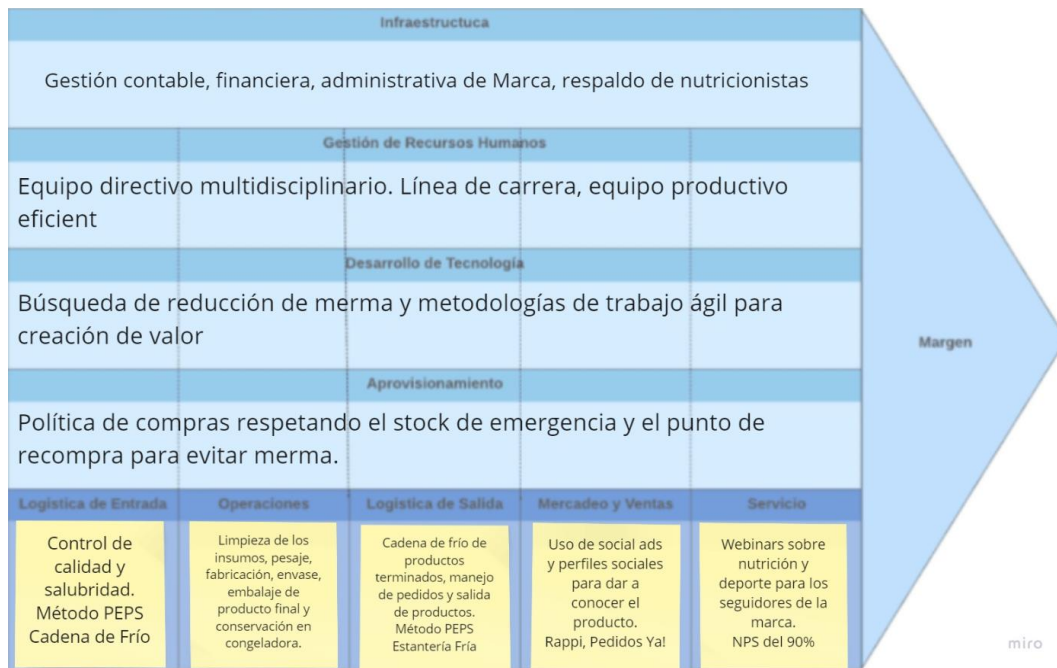 Infraestructuca
Gestión contable, financiera, administrativa de Marca, respaldo de nutricionistas
Gestión de Recursos Humanos
Equipo directivo multidisciplinario. Línea de carrera, equipo productivo
eficient
Desarrollo de Tecnología
Búsqueda de reducción de merma y metodologías de trabajo ágil para
creación de valor
Margen
Aprovisionamiento
Política de compras respetando el stock de emergencia y el punto de
recompra para evitar merma.
Logistica de Entrada
Control de
calidad y
salubridad.
Método PEPS
Cadena de Frío
Operaciones
Limpieza de los
insumos, pesaje,
fabricación, envase,
embalaje de
producto final y
conservación en
congeladora.
Logistica de Salida
Cadena de frío de
productos
terminados, manejo
de pedidos y salida
de productos.
Método PEPS
Estantería Fría
Mercadeo y Ventas
Uso de social ads
y perfiles sociales
para dar a
conocer el
producto.
Rappi, Pedidos Ya!
Servicio
Webinars sobre
nutrición y
deporte para los
seguidores de la
marca.
NPS del 90%
miro